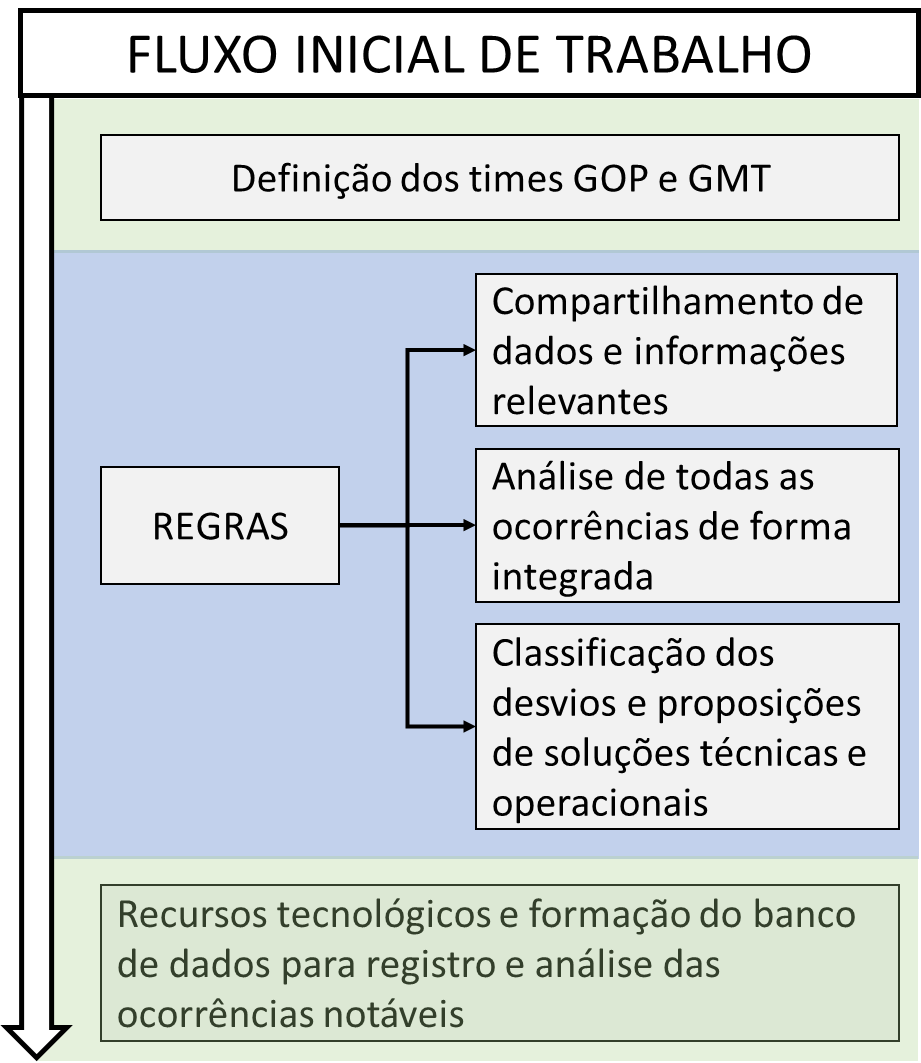 FLUXO INICIAL DE TRABALHO
Definição dos times GOP e GMT
REGRAS
Compartilhamento de
dados e informações
relevantes
Análise de todas as
ocorrências de forma
integrada
Classificação dos
desvios e proposições
de soluções técnicas e
operacionais
Recursos tecnológicos e formação do banco
de dados para registro e análise das
ocorrências notáveis